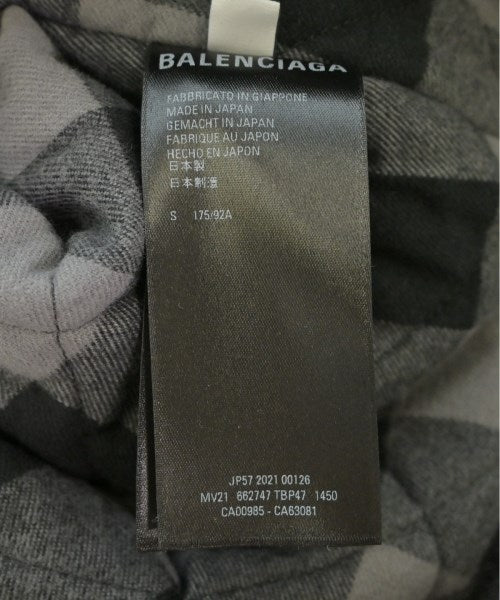 BALENCIAGA
FABBRICATO IN GIAPPONE
MADE IN JAPAN
GEMACHT IN JAPAN
FABRIQUE AU JAPON
HECHO EN JAPON
日本製
日本制造
S 175/92A
JP57 2021 00126
MV21 662747 TBP47 1450
CA00985 - CA63081